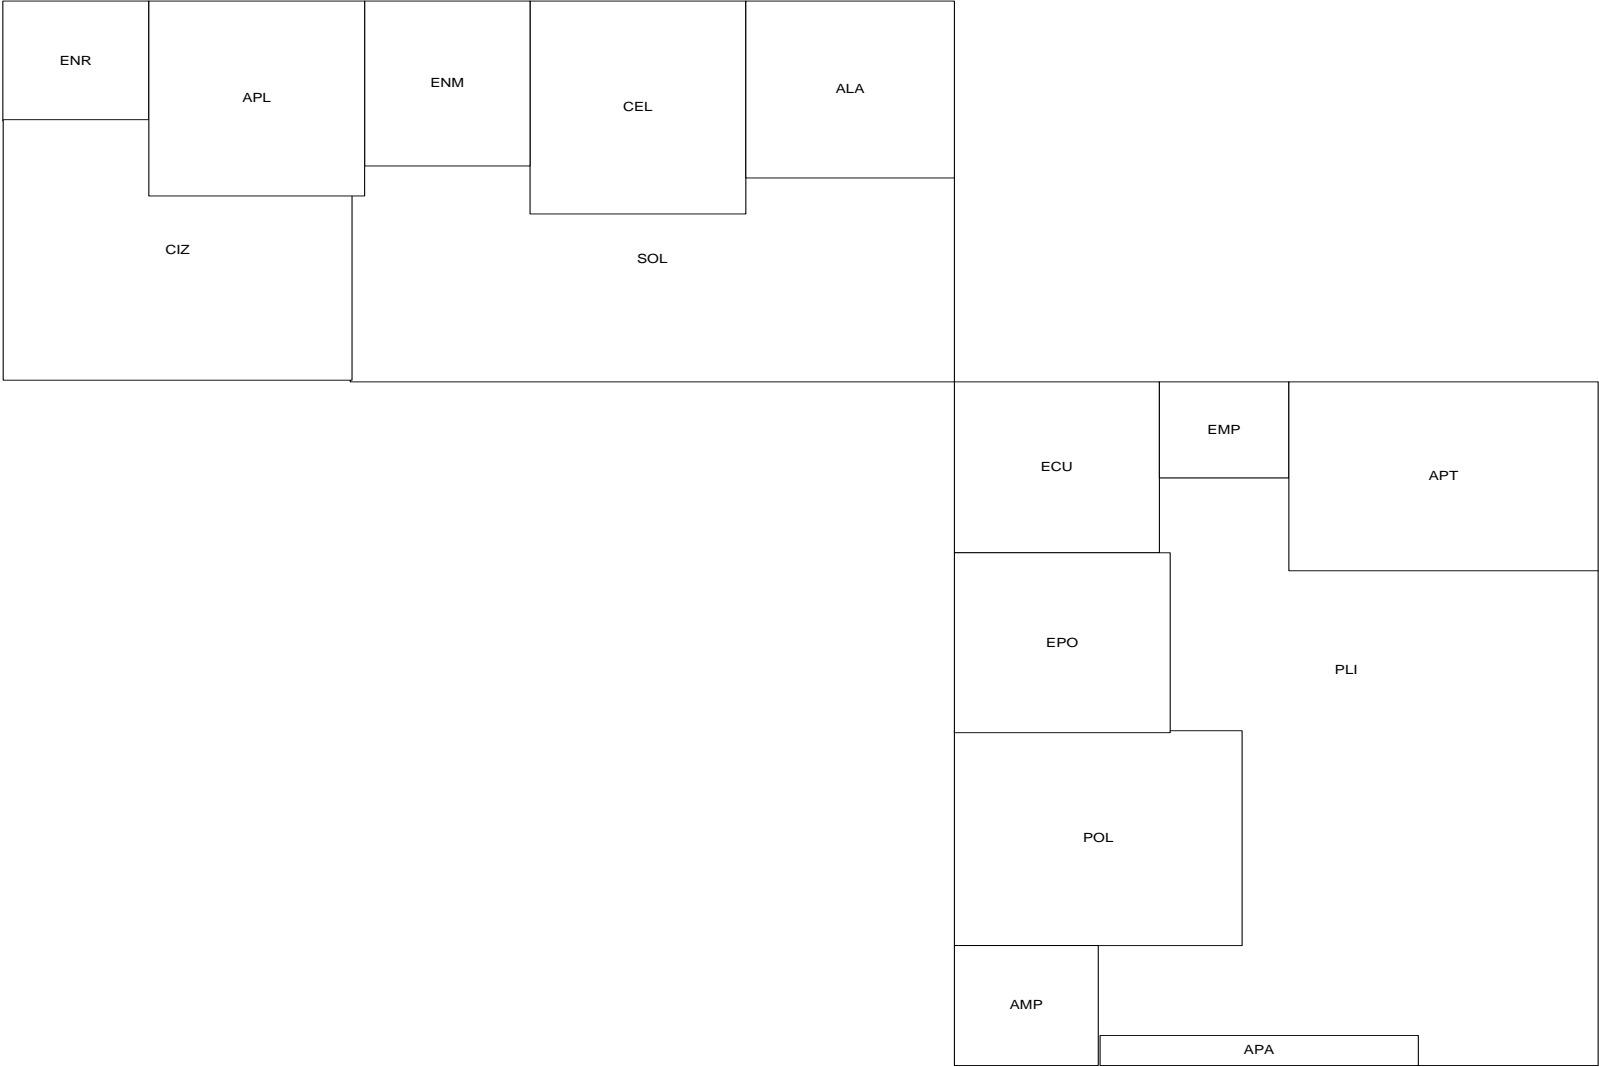 ENR
APL
ENM
CEL
ALA
CIZ
SOL
ECU
EMP
APT
EPO
PLI
POL
AMP
APA